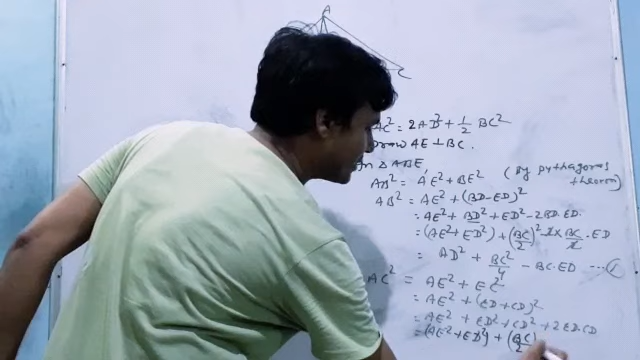 A
C
AC² = 2AD² + 1/2 BC²
Draw AE ⊥ BC.
In △ABE,
AB² = AE² + BE² (By pythagoras theorem)
AB² = AE² + (BD-ED)²
= AE² + BD² + ED² - 2BD.ED.
= (AE² + ED²) + (BC/2)² - 2 × BC/2 . ED
= AD² + BC²/4 - BC.ED ---- ①
AC² = AE² + EC²
= AE² + (ED + CD)²
= AE² + ED² + CD² + 2ED.CD
= (AE² + ED²) + (BC/2)